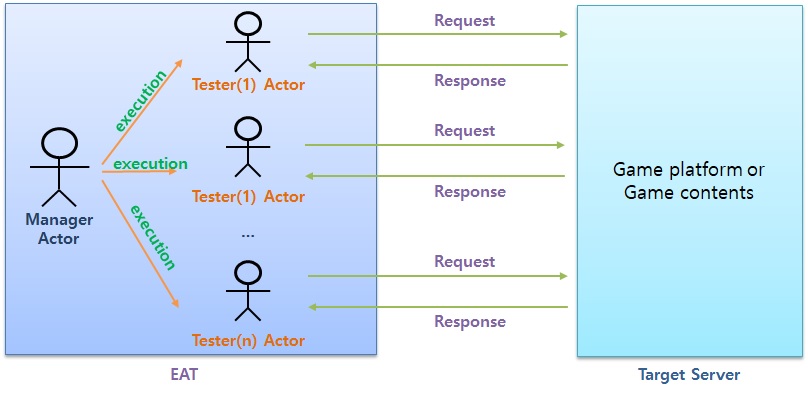 Request
Response
Tester(1) Actor
execution
Request
Response
execution
Tester(1) Actor
Manager
Actor
execution
...
Request
Response
Tester(n) Actor
Game platform or
Game contents
EAT
Target Server